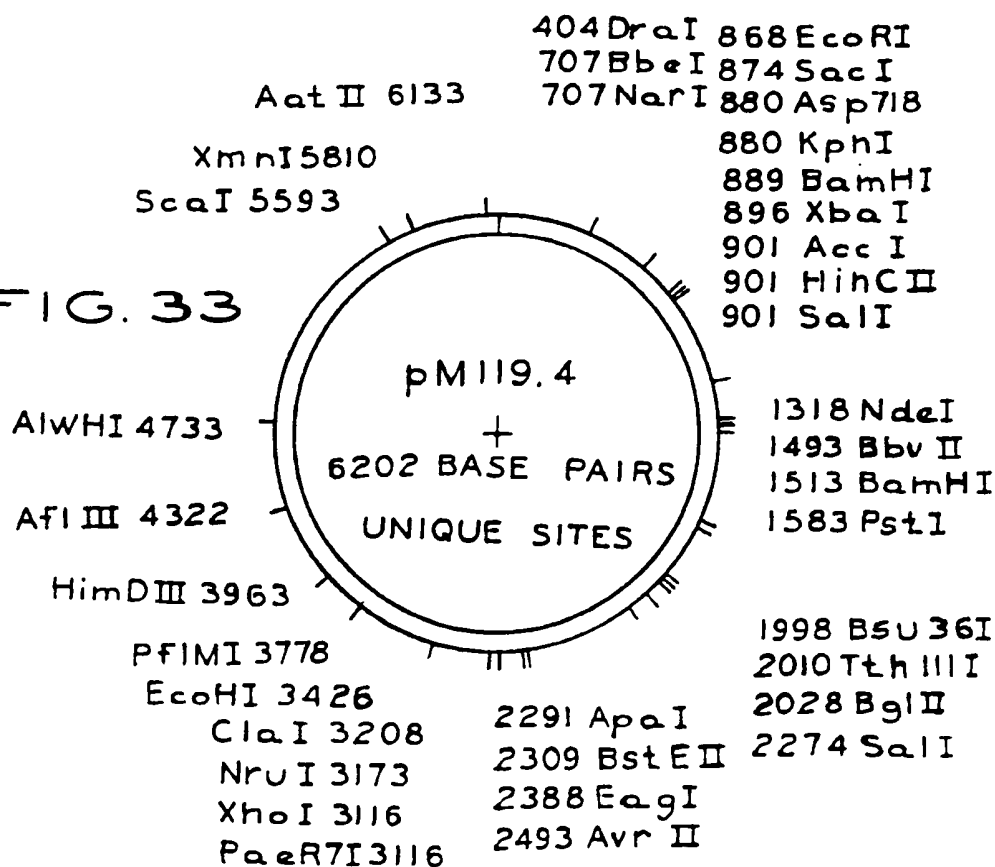 404 DraI
707 BbeI
707 NarI
868 EcoRI
874 SacI
880 Asp718
880 KpnI
889 BamHI
896 XbaI
901 AccI
901 HinCII
901 SalI
AatII 6133
XmnI 5810
ScaI 5593
FIG. 33
pM119.4
6202 BASE PAIRS
UNIQUE SITES
AlwHI 4733
AflIII 4322
HimDIII 3963
PflMI 3778
EcoHI 3426
ClaI 3208
NruI 3173
XhoI 3116
PaeR7I 3116
1318 NdeI
1493 BbvII
1513 BamHI
1583 Pst1
1998 BsU36I
2010 Tth111I
2028 BglII
2274 SalI
2291 ApaI
2309 BstEII
2388 EagI
2493 AvrII